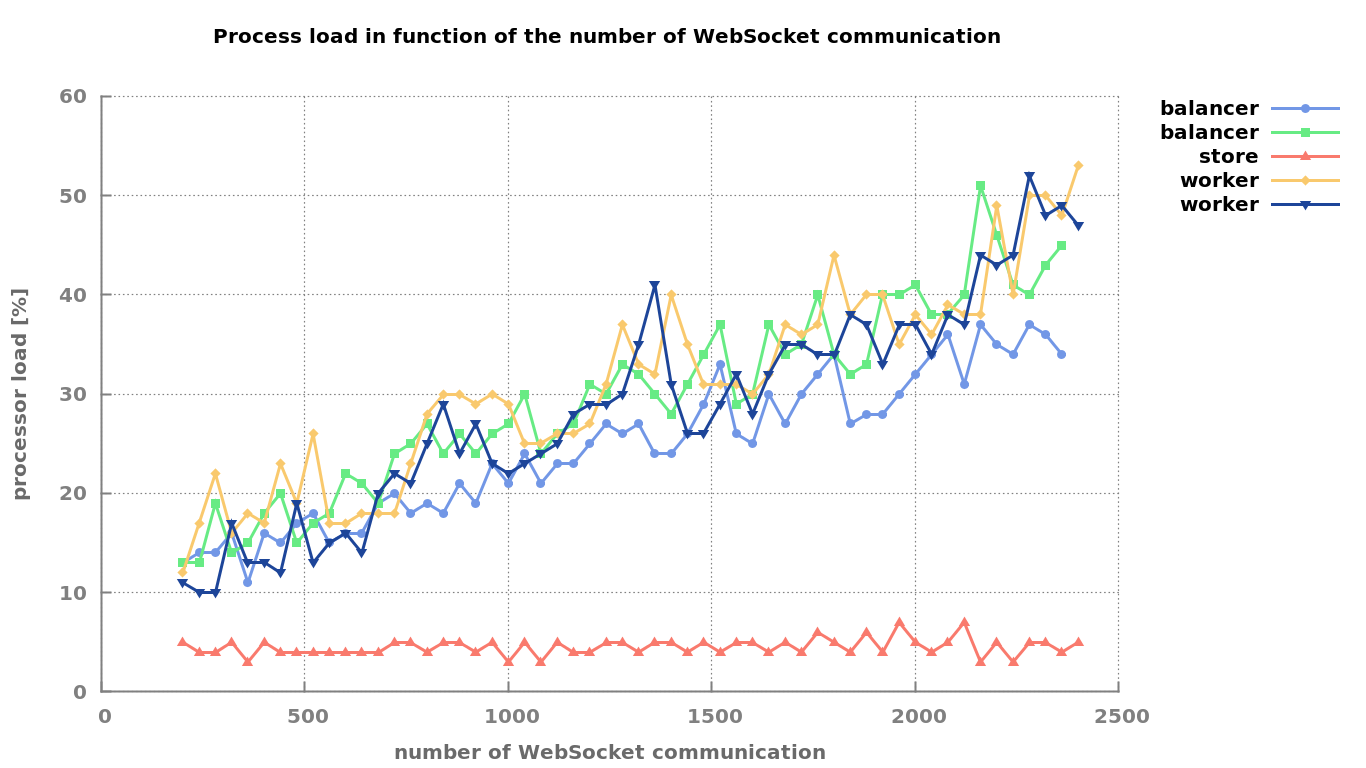 Process load in function of the number of WebSocket communication
balancer
balancer
store
worker
worker
processor load [%]
60
50
40
30
20
10
0
0 500 1000 1500 2000 2500
number of WebSocket communication